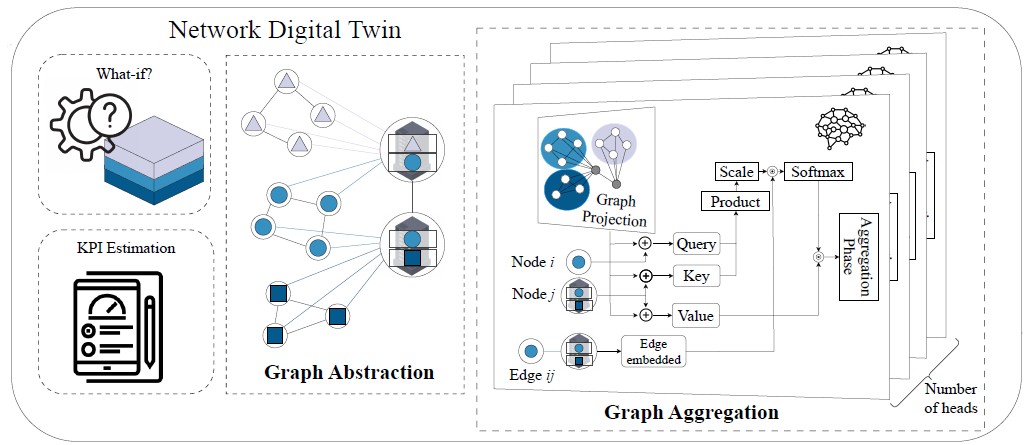 Network Digital Twin
What-if?
?
KPI Estimation
Graph Abstraction
Graph
Projection
Scale
Softmax
Product
Node i
Query
Node j
Key
Value
Edge
embedded
Edge ij
Aggregation
Phase
Graph Aggregation
Number
of heads